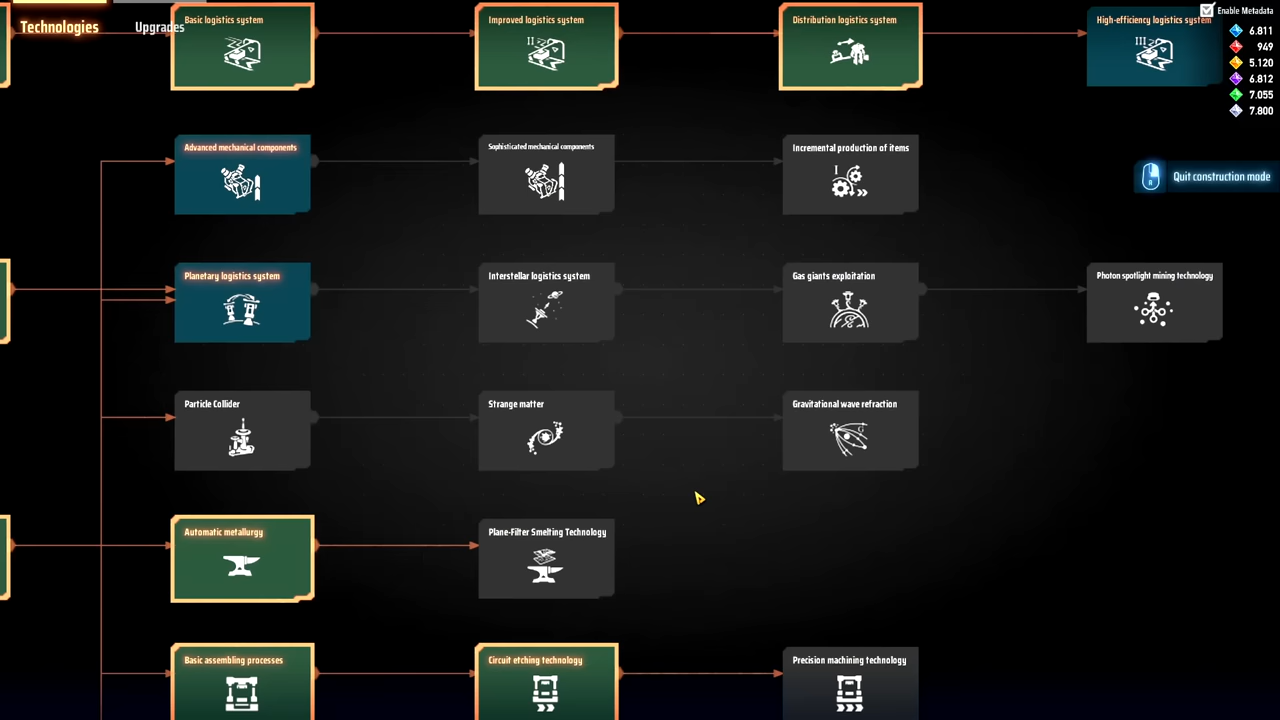 Technologies
Upgrades
Enable Metadata
6.811
949
5.120
6.812
7.055
7.800
Quit construction mode
Basic logistics system
Improved logistics system
II
Distribution logistics system
High-efficiency logistics system
III
Advanced mechanical components
Sophisticated mechanical components
Incremental production of items
I
Planetary logistics system
Interstellar logistics system
Gas giants exploitation
Photon spotlight mining technology
Particle Collider
Strange matter
Gravitational wave refraction
Automatic metallurgy
Plane-Filter Smelting Technology
Basic assembling processes
Circuit etching technology
Precision machining technology